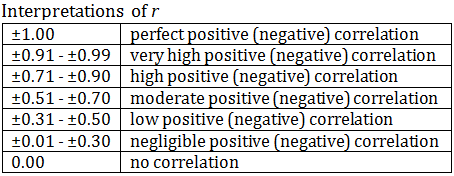 Interpretations of r
±1.00 perfect positive (negative) correlation
±0.91 - ±0.99 very high positive (negative) correlation
±0.71 - ±0.90 high positive (negative) correlation
±0.51 - ±0.70 moderate positive (negative) correlation
±0.31 - ±0.50 low positive (negative) correlation
±0.01 - ±0.30 negligible positive (negative) correlation
0.00 no correlation